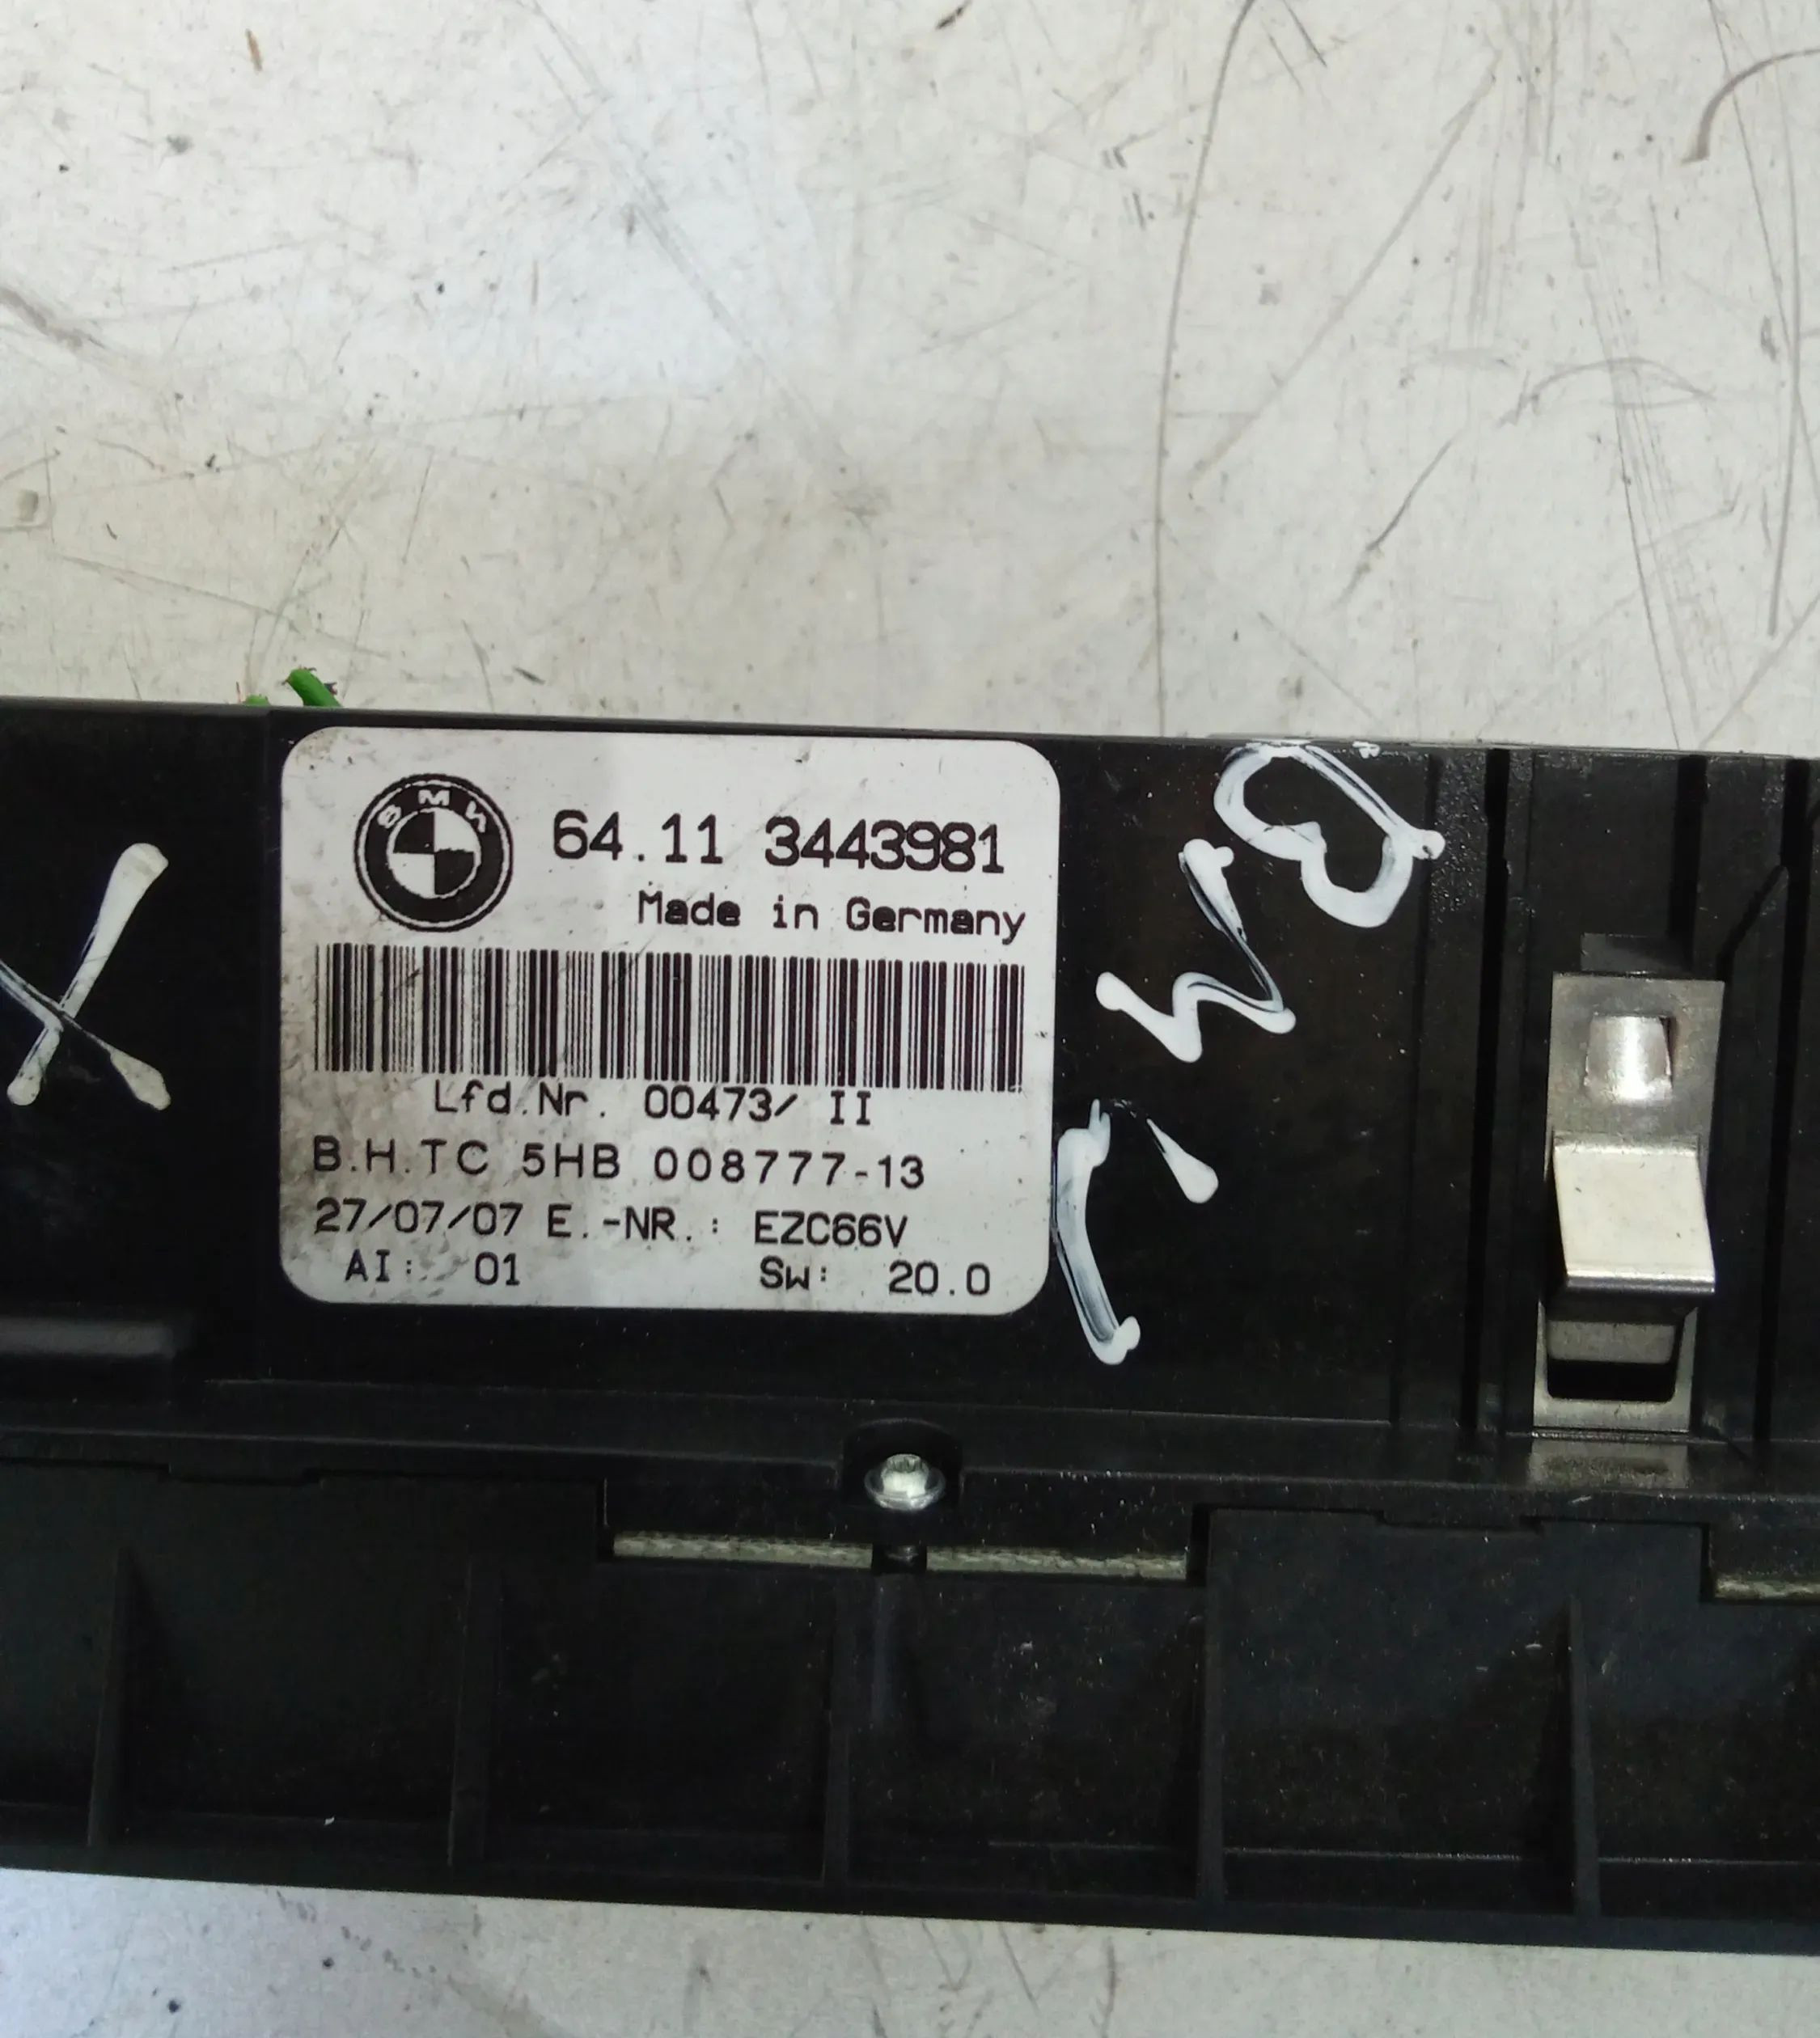 BMW
64.11 3443981
Made in Germany
Lfd.Nr. 00473/ II
B.H.TC 5HB 008777-13
27/07/07 E.-NR.: EZC66V
AI: 01
Sw: 20.0
X